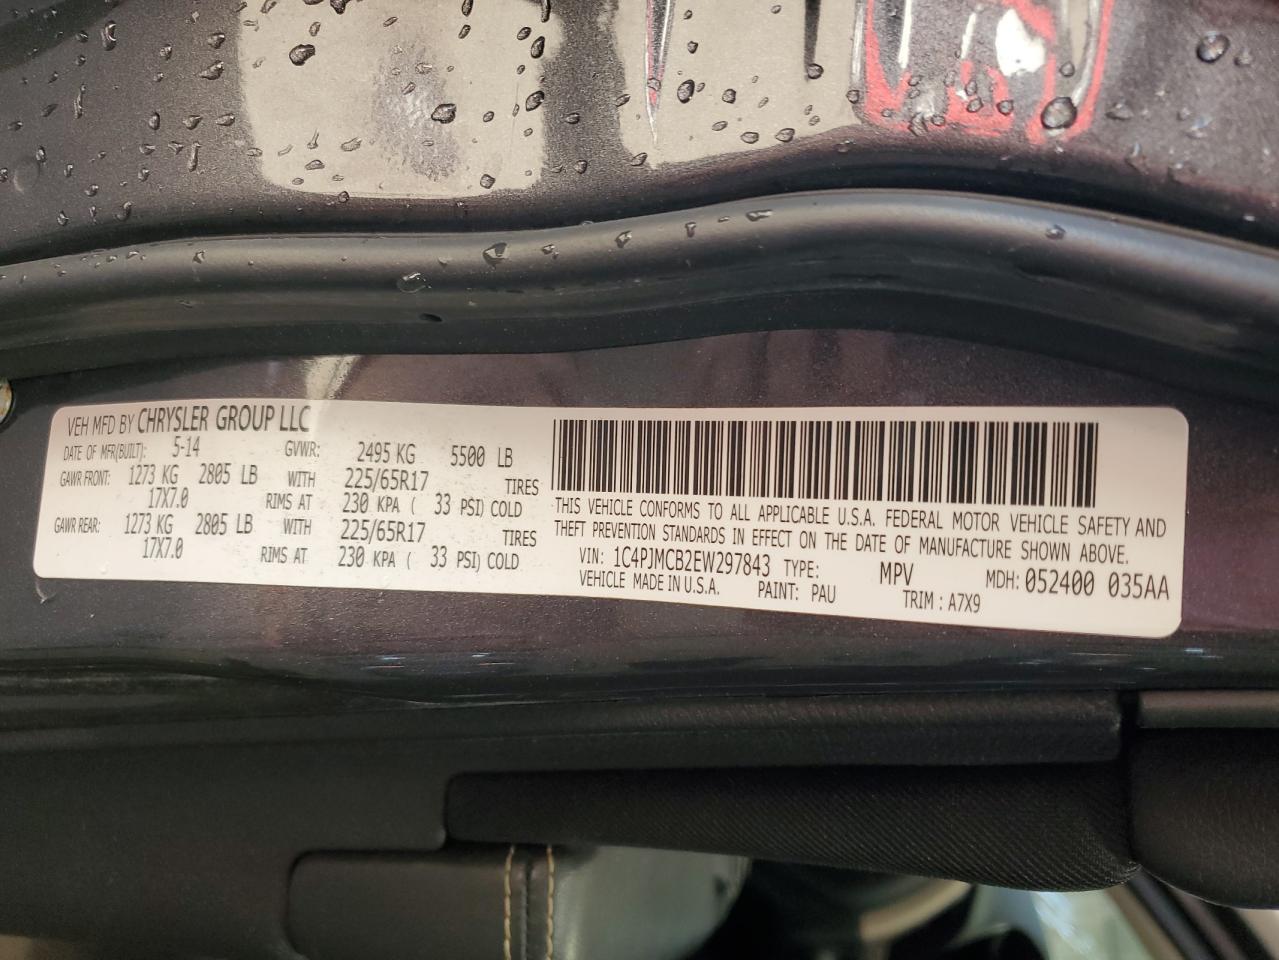 VEH MFD BY CHRYSLER GROUP LLC
DATE OF MFR(BUILT): 5-14 GVWR: 2495 KG 5500 LB
GAWR FRONT: 1273 KG 2805 LB WITH 225/65R17 TIRES
17X7.0 RIMS AT 230 KPA ( 33 PSI) COLD
GAWR REAR: 1273 KG 2805 LB WITH 225/65R17 TIRES
17X7.0 RIMS AT 230 KPA ( 33 PSI) COLD
THIS VEHICLE CONFORMS TO ALL APPLICABLE U.S.A. FEDERAL MOTOR VEHICLE SAFETY AND
THEFT PREVENTION STANDARDS IN EFFECT ON THE DATE OF MANUFACTURE SHOWN ABOVE.
VIN: 1C4PJMCB2EW297843 TYPE: MPV MDH: 052400 035AA
VEHICLE MADE IN U.S.A. PAINT: PAU TRIM : A7X9